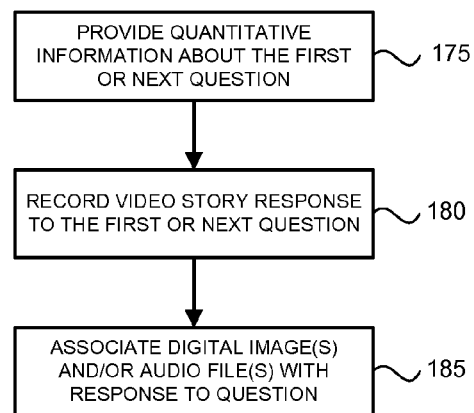 PROVIDE QUANTITATIVE
INFORMATION ABOUT THE FIRST
OR NEXT QUESTION
175
RECORD VIDEO STORY RESPONSE
TO THE FIRST OR NEXT QUESTION
180
ASSOCIATE DIGITAL IMAGE(S)
AND/OR AUDIO FILE(S) WITH
RESPONSE TO QUESTION
185